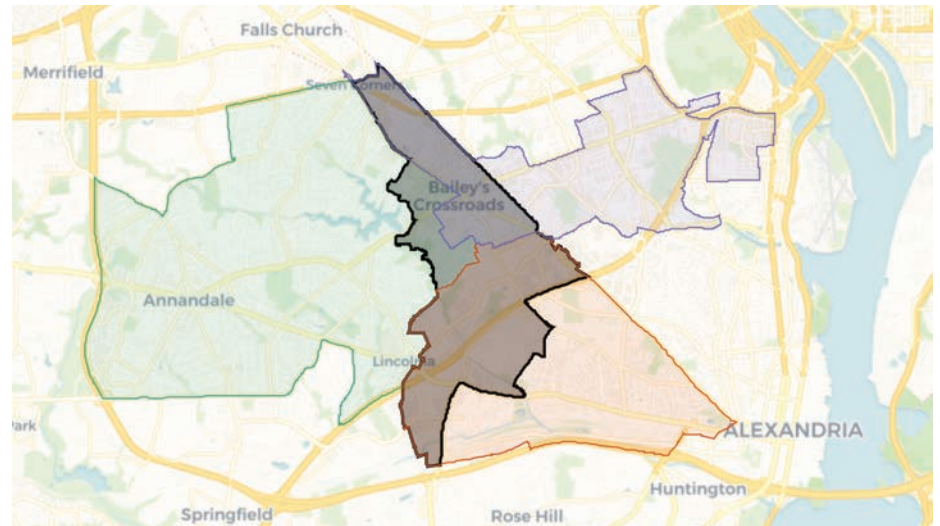 Falls Church
Merrifield
Seven Corners
Bailey's
Crossroads
Annandale
Lincolnia
Park
ALEXANDRIA
Huntington
Springfield
Rose Hill